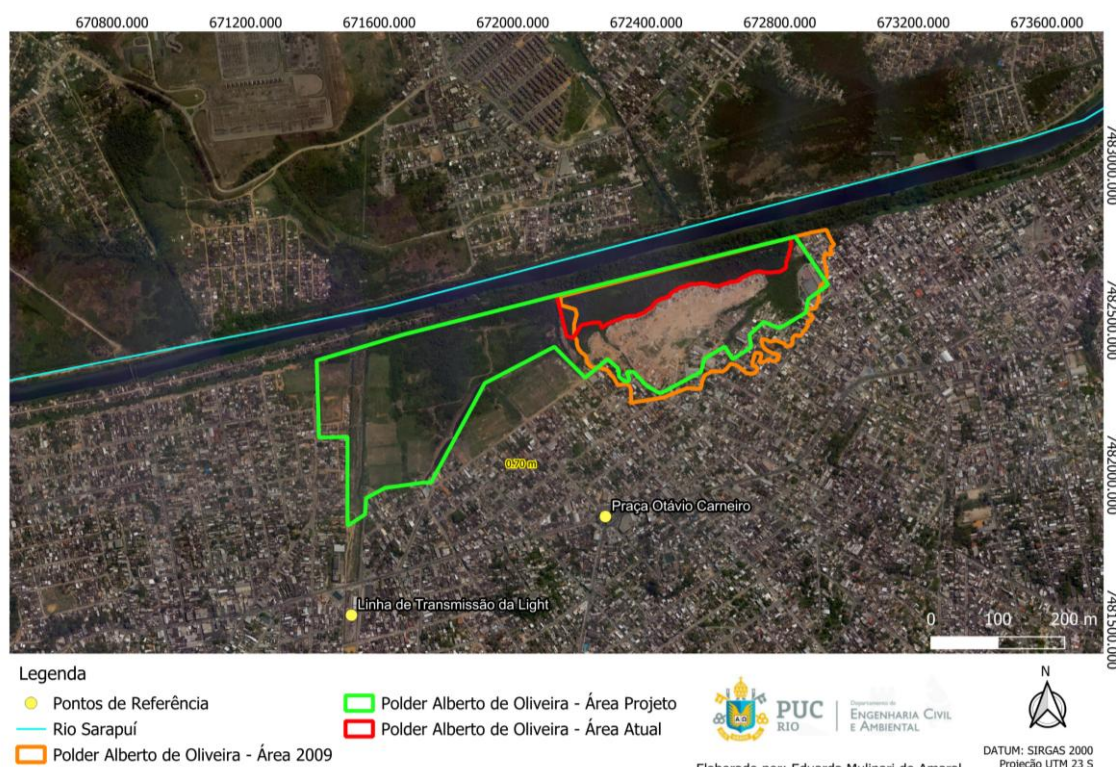 670800.000 671200.000 671600.000 672000.000 672400.000 672800.000 673200.000 673600.000
7483000.000
7482500.000
7482000.000
7481500.000
0.70 m
Praça Otávio Carneiro
Linha de Transmissão da Light
0 100 200 m
Legenda
Pontos de Referência
Rio Sarapuí
Polder Alberto de Oliveira - Área 2009
Polder Alberto de Oliveira - Área Projeto
Polder Alberto de Oliveira - Área Atual
PUC
RIO
Departamento de
ENGENHARIA CIVIL
E AMBIENTAL
N
DATUM: SIRGAS 2000
Projeção UTM 23 S
Elaborado por: Eduardo Mulinari do Amaral